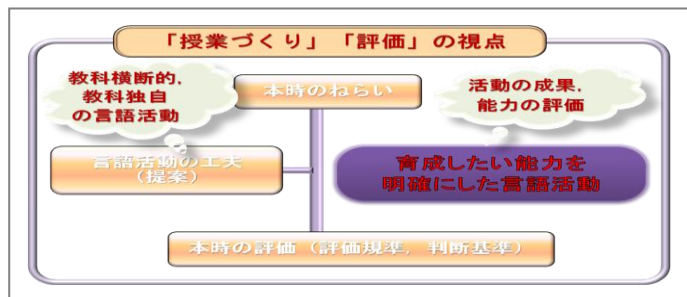 「授業づくり」「評価」の視点
教科横断的，
教科独自
の言語活動
本時のねらい
活動の成果，
能力の評価
言語活動の工夫
（提案）
育成したい能力を
明確にした言語活動
本時の評価（評価規準，判断基準）